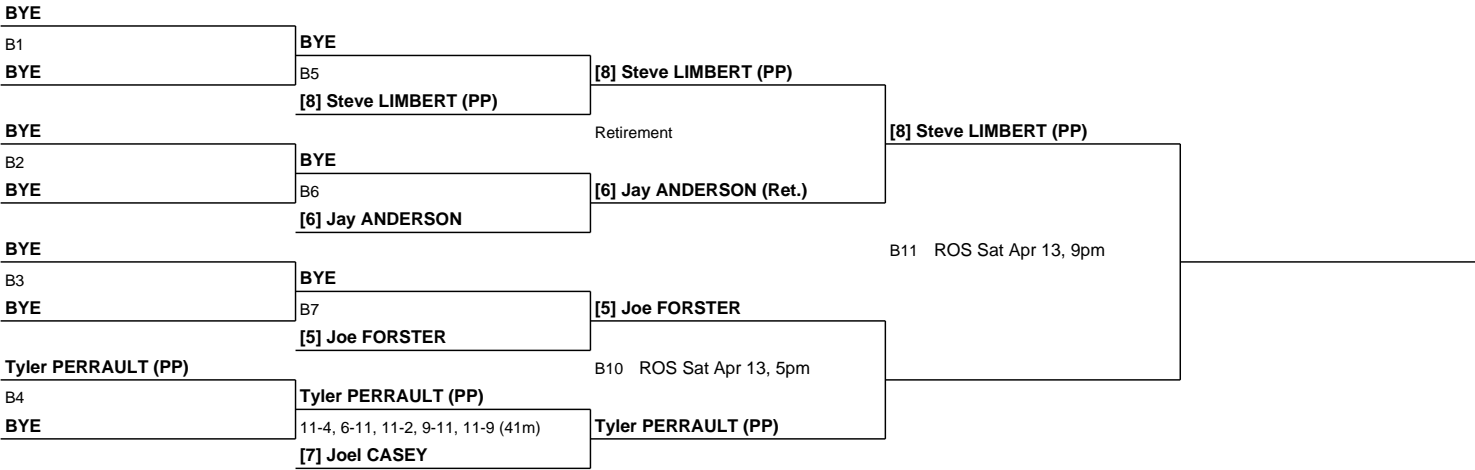 BYE
B1
BYE
BYE
B5
[8] Steve LIMBERT (PP)
[8] Steve LIMBERT (PP)
BYE
B2
BYE
BYE
B6
[6] Jay ANDERSON
Retirement
[6] Jay ANDERSON (Ret.)
[8] Steve LIMBERT (PP)
BYE
B3
BYE
BYE
B7
[5] Joe FORSTER
[5] Joe FORSTER
B11 ROS Sat Apr 13, 9pm
Tyler PERRAULT (PP)
B4
BYE
Tyler PERRAULT (PP)
11-4, 6-11, 11-2, 9-11, 11-9 (41m)
[7] Joel CASEY
B10 ROS Sat Apr 13, 5pm
Tyler PERRAULT (PP)